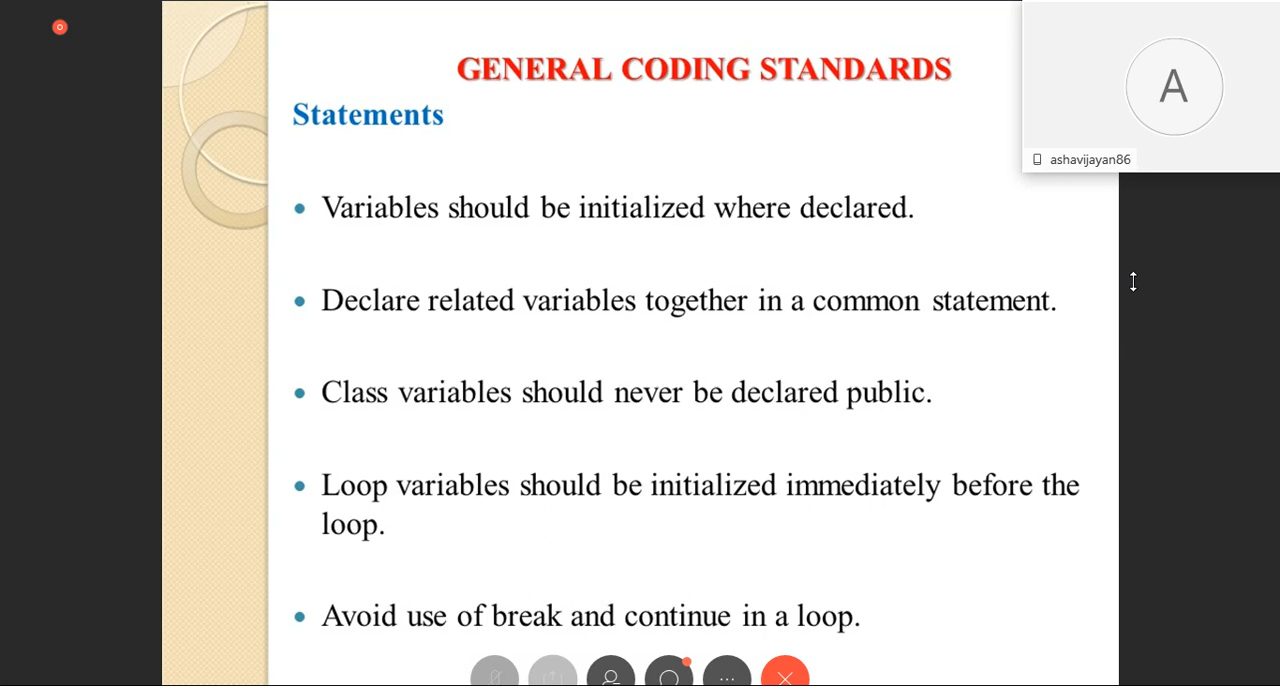 GENERAL CODING STANDARDS
Statements
A
ashavijayan86
• Variables should be initialized where declared.
• Declare related variables together in a common statement.
• Class variables should never be declared public.
• Loop variables should be initialized immediately before the
loop.
• Avoid use of break and continue in a loop.